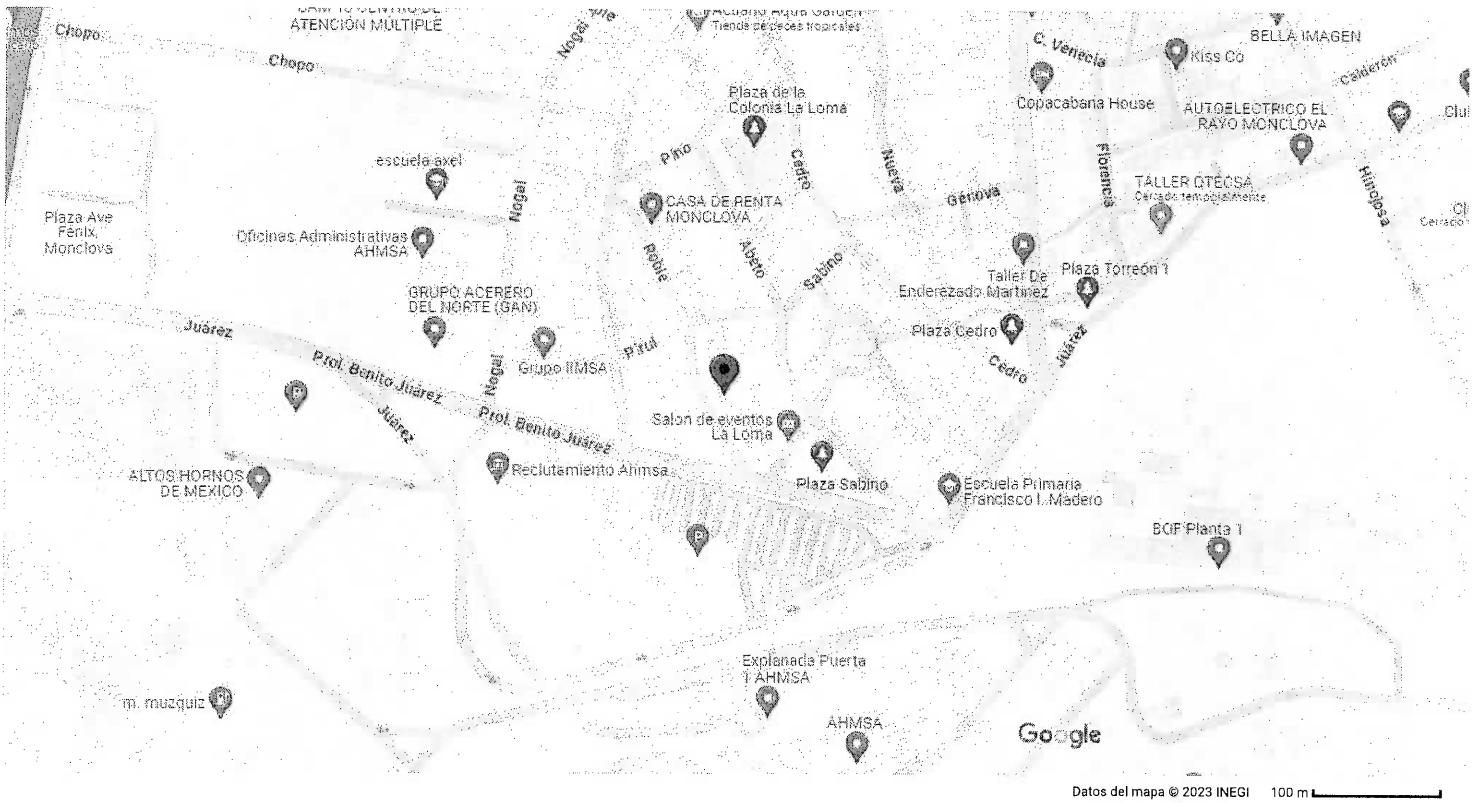 ATENCIÓN MÚLTIPLE
Nogal
Tienda de peces tropicales
Chopo
Chopo
C. Venecia
BELLA IMAGEN
Kiss Co
Calderón
Plaza de la
Colonia La Loma
Copacabana House
AUTOELECTRICO EL
RAYO MONCLOVA
escuela axel
Pino
Cedro
Nueva
Florencia
Hinojosa
TALLER OTECSA
Cerrado temporalmente
Génova
Nogal
CASA DE RENTA
MONCLOVA
Plaza Ave
Fénix,
Monclova
Oficinas Administrativas
AHMSA
Roble
Abeto
Sabino
Cerrado
Taller De
Enderezado Martinez
Plaza Torreón 1
GRUPO ACERERO
DEL NORTE (GAN)
Juárez
Plaza Cedro
Juárez
Cedro
Pirul
Grupo IIMSA
Prol. Benito Juárez
Nogal
Juárez
Prol. Benito Juárez
Salon de eventos
La Loma
P
ALTOS HORNOS
DE MEXICO
Reclutamiento Ahmsa
Plaza Sabino
Escuela Primaria
Francisco I. Madero
P
BOF Planta 1
Explanada Puerta
1 AHMSA
m. muzquiz
AHMSA
Google
Datos del mapa © 2023 INEGI 100 m